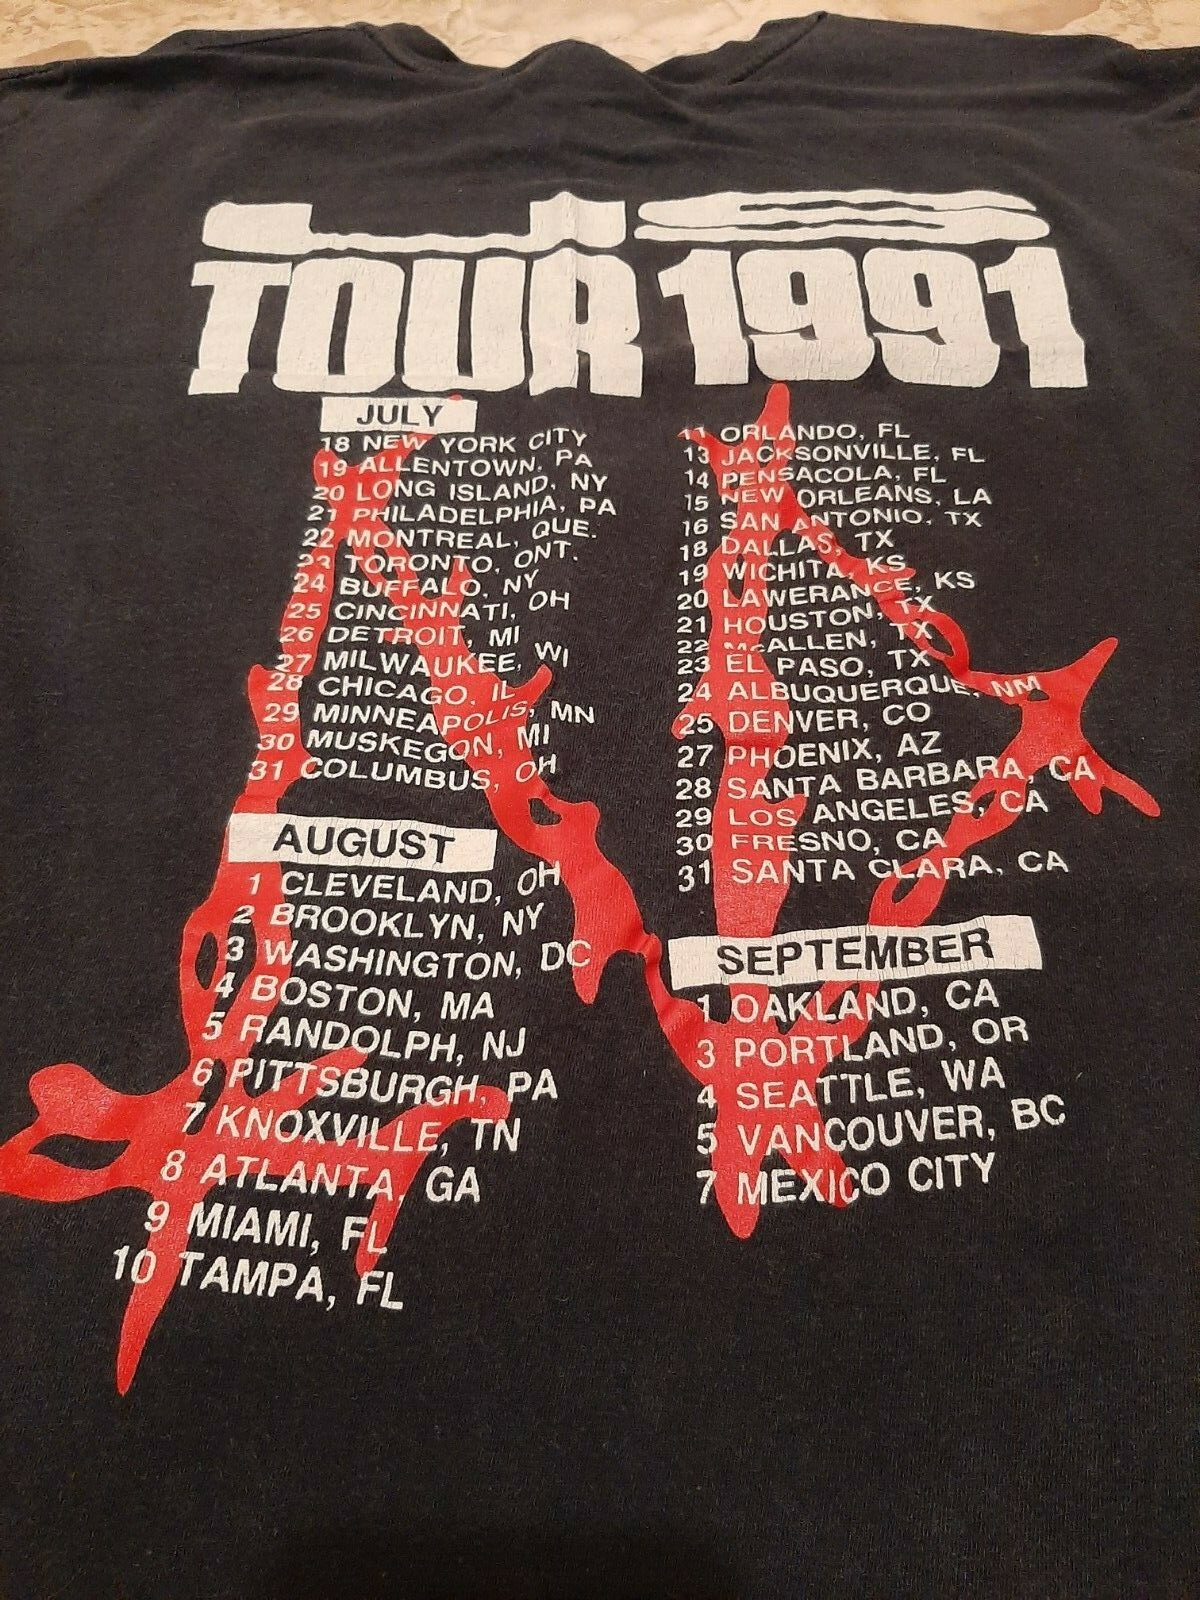 TOUR 1991
JULY
18 NEW YORK CITY
19 ALLENTOWN, PA
20 LONG ISLAND, NY
21 PHILADELPHIA, PA
22 MONTREAL, QUE.
23 TORONTO, ONT.
24 BUFFALO, NY
25 CINCINNATI, OH
26 DETROIT, MI
27 MILWAUKEE, WI
28 CHICAGO, IL
29 MINNEAPOLIS, MN
30 MUSKEGON, MI
31 COLUMBUS, OH
AUGUST
1 CLEVELAND, OH
2 BROOKLYN, NY
3 WASHINGTON, DC
4 BOSTON, MA
5 RANDOLPH, NJ
6 PITTSBURGH, PA
7 KNOXVILLE, TN
8 ATLANTA, GA
9 MIAMI, FL
10 TAMPA, FL
11 ORLANDO, FL
13 JACKSONVILLE, FL
14 PENSACOLA, FL
15 NEW ORLEANS, LA
16 SAN ANTONIO, TX
18 DALLAS, TX
19 WICHITA, KS
20 LAWERANCE, KS
21 HOUSTON, TX
22 McALLEN, TX
23 EL PASO, TX
24 ALBUQUERQUE, NM
25 DENVER, CO
27 PHOENIX, AZ
28 SANTA BARBARA, CA
29 LOS ANGELES, CA
30 FRESNO, CA
31 SANTA CLARA, CA
SEPTEMBER
1 OAKLAND, CA
3 PORTLAND, OR
4 SEATTLE, WA
5 VANCOUVER, BC
7 MEXICO CITY